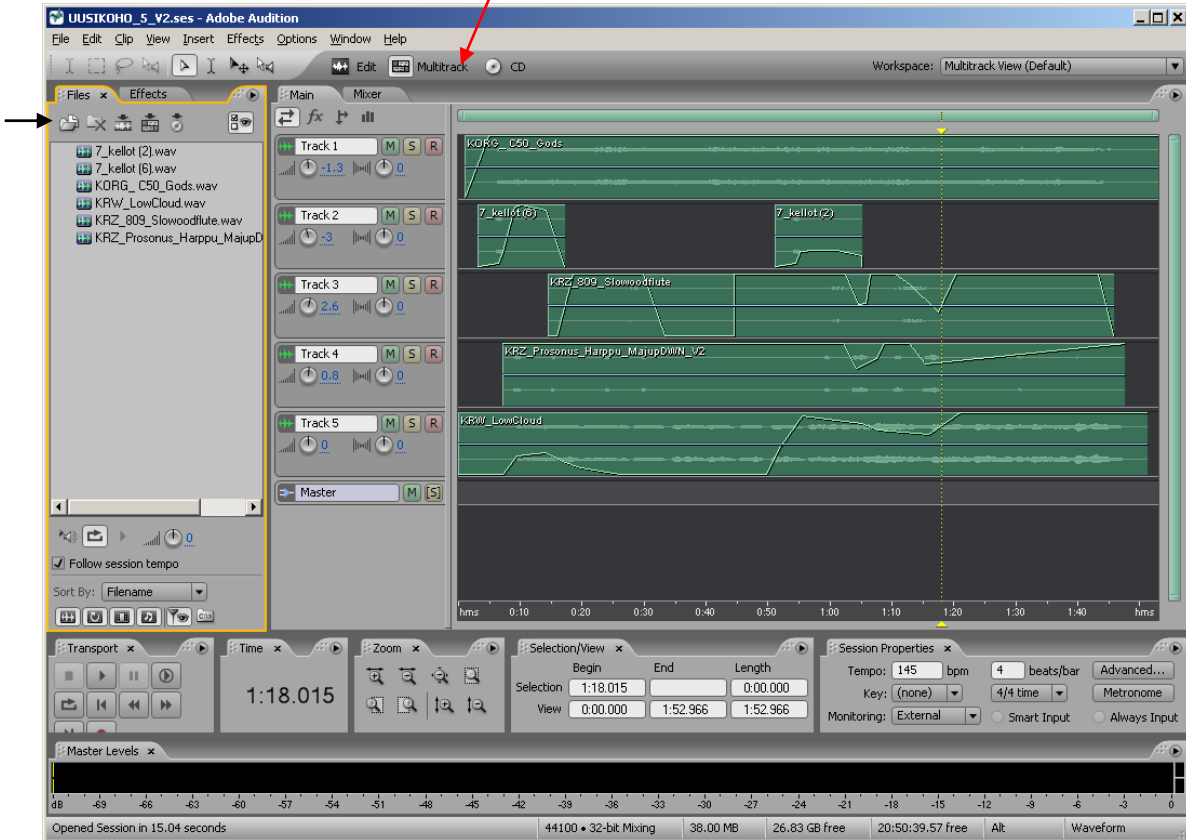 UUSIKOHO_5_V2.ses - Adobe Audition
File Edit Clip View Insert Effects Options Window Help
Edit Multitrack CD Workspace: Multitrack View (Default)
Files x Effects
Main Mixer
fx
7_kellot (2).wav
7_kellot (6).wav
KORG_ C50_Gods.wav
KRW_LowCloud.wav
KRZ_809_Slowoodflute.wav
KRZ_Prosonus_Harppu_MajupD
Track 1 M S R
-1.3 0
KORG_ C50_Gods
Track 2 M S R
-3 0
7_kellot (6) 7_kellot (2)
Track 3 M S R
2.6 0
KRZ_809_Slowoodflute
Track 4 M S R
0.8 0
KRZ_Prosonus_Harppu_MajupDWN_V2
Track 5 M S R
0 0
KRW_LowCloud
Master M [S]
0
Follow session tempo
Sort By: Filename
hms 0:10 0:20 0:30 0:40 0:50 1:00 1:10 1:20 1:30 1:40 hms
Transport x
Time x
1:18.015
Zoom x
Selection/View x
Begin End Length
Selection 1:18.015 0:00.000
View 0:00.000 1:52.966 1:52.966
Session Properties x
Tempo: 145 bpm 4 beats/bar Advanced...
Key: (none) 4/4 time Metronome
Monitoring: External Smart Input Always Input
Master Levels x
dB -69 -66 -63 -60 -57 -54 -51 -48 -45 -42 -39 -36 -33 -30 -27 -24 -21 -18 -15 -12 -9 -6 -3 0
Opened Session in 15.04 seconds 44100 • 32-bit Mixing 38.00 MB 26.83 GB free 20:50:39.57 free Alt Waveform